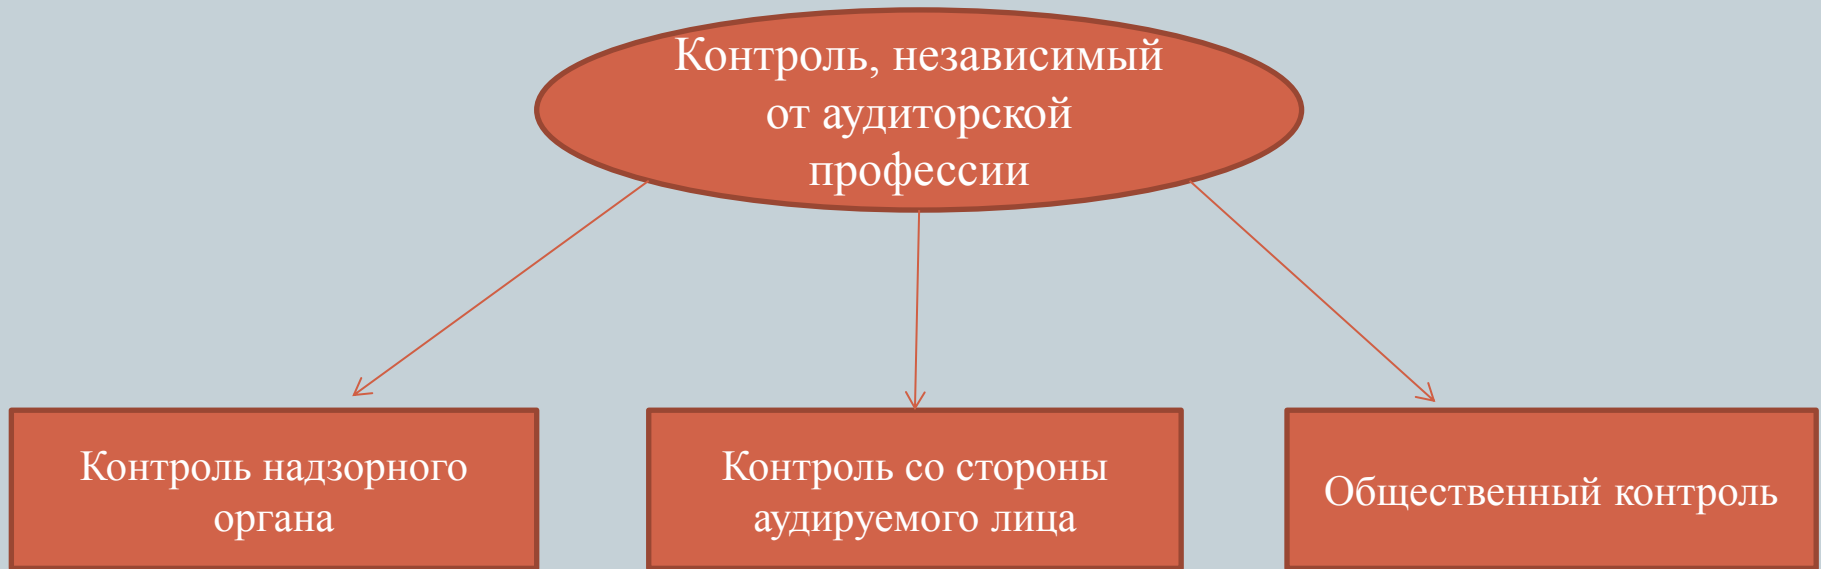 Контроль, независимый
от аудиторской
профессии
Контроль надзорного
органа
Контроль со стороны
аудируемого лица
Общественный контроль